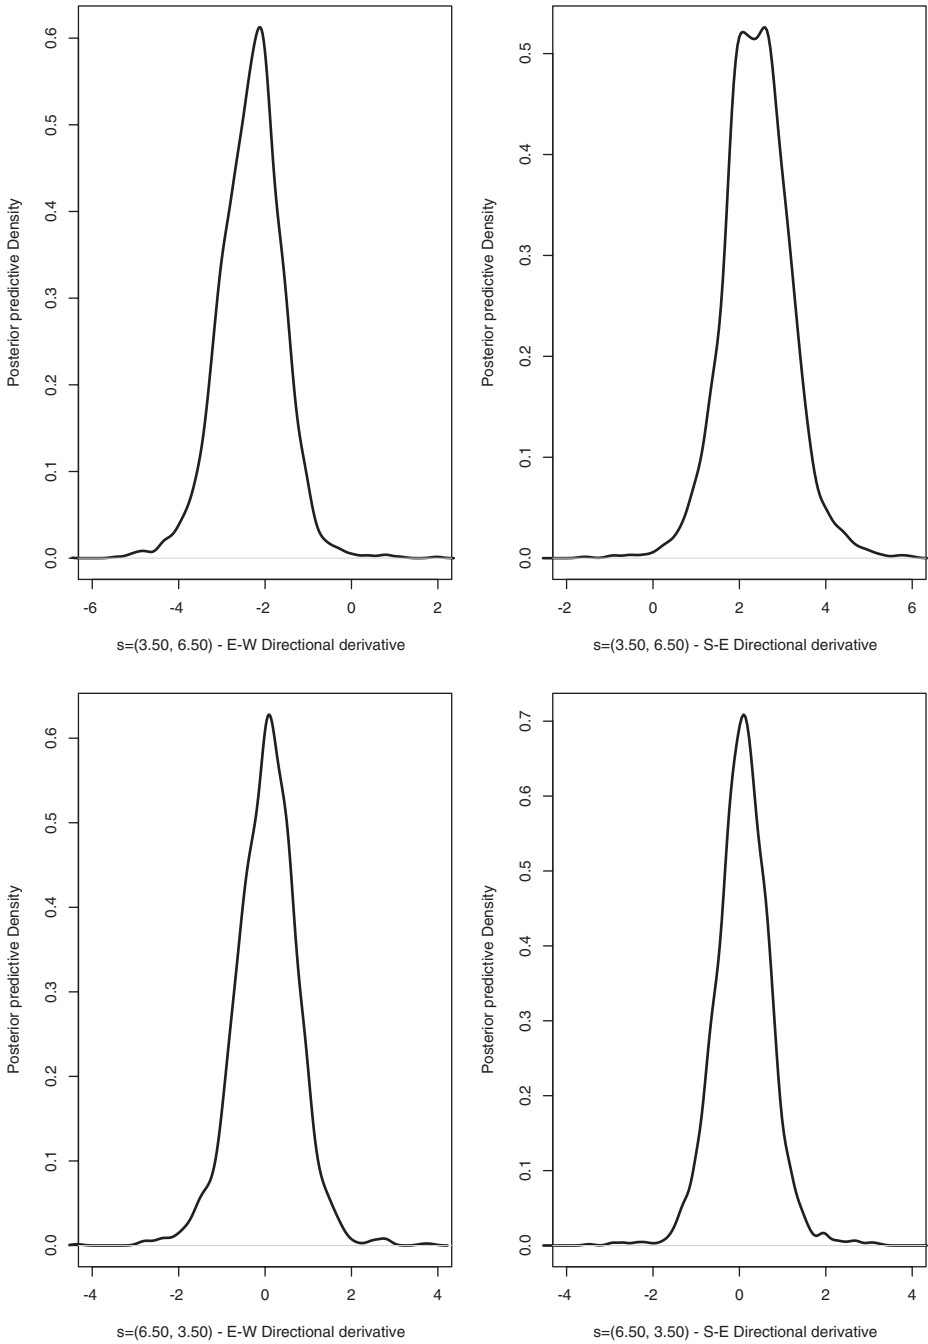 0.0 0.1 0.2 0.3 0.4 0.5 0.6
Posterior predictive Density
-6 -4 -2 0 2
s=(3.50, 6.50) - E-W Directional derivative
0.0 0.1 0.2 0.3 0.4 0.5
Posterior predictive Density
-2 0 2 4 6
s=(3.50, 6.50) - S-E Directional derivative
0.0 0.1 0.2 0.3 0.4 0.5 0.6
Posterior predictive Density
-4 -2 0 2 4
s=(6.50, 3.50) - E-W Directional derivative
0.0 0.1 0.2 0.3 0.4 0.5 0.6 0.7
Posterior predictive Density
-4 -2 0 2 4
s=(6.50, 3.50) - S-E Directional derivative